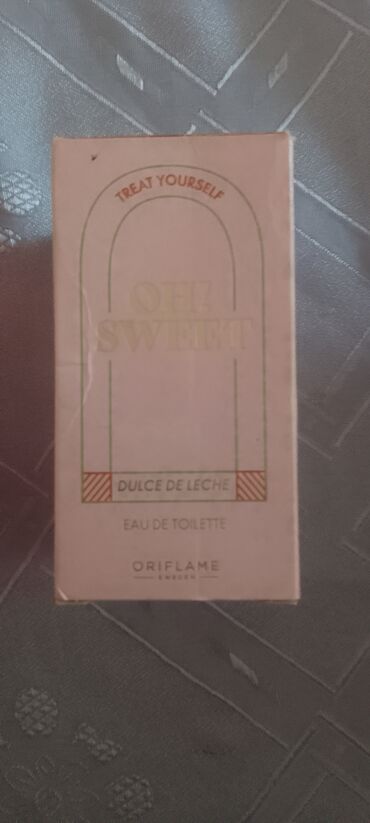 TREAT YOURSELF
OH!
SWEET
DULCE DE LECHE
EAU DE TOILETTE
ORIFLAME
SWEDEN